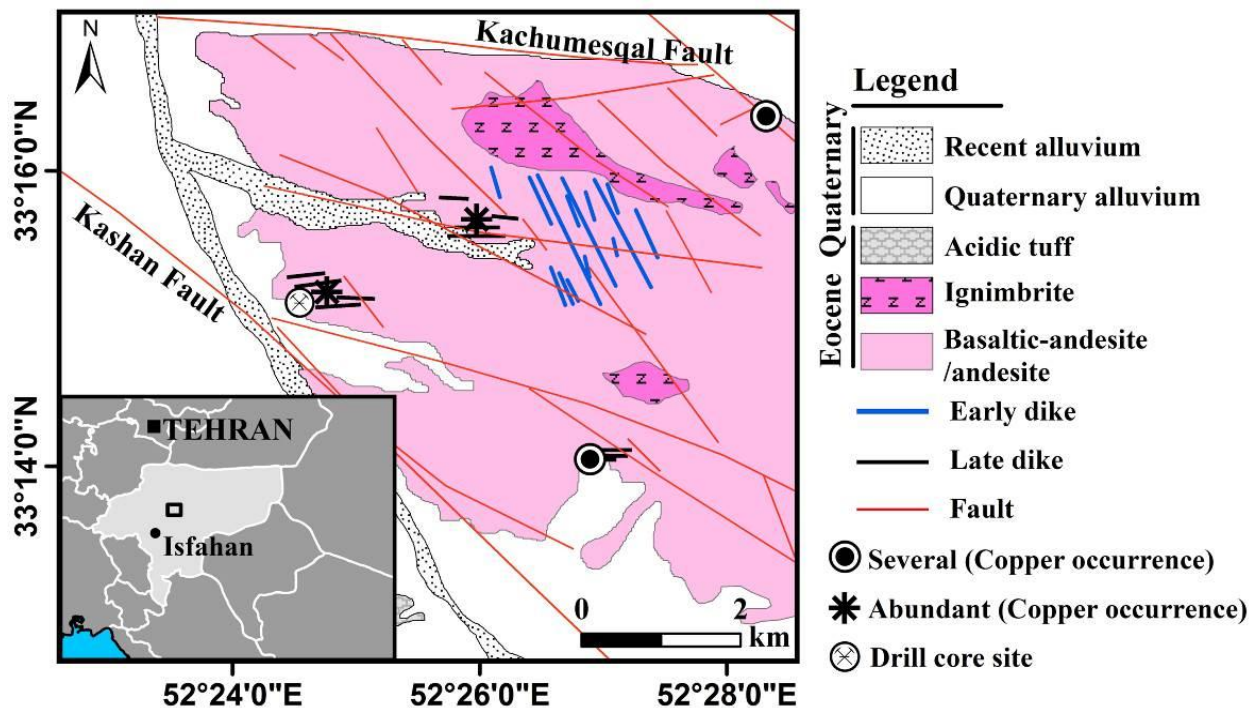 N
Kachumesqal Fault
33°16'0"N
Kashan Fault
33°14'0"N
TEHRAN
Isfahan
0 2
km
52°24'0"E 52°26'0"E 52°28'0"E
Legend
Quaternary
Recent alluvium
Quaternary alluvium
Eocene
Acidic tuff
Ignimbrite
Basaltic-andesite
/andesite
Early dike
Late dike
Fault
Several (Copper occurrence)
Abundant (Copper occurrence)
Drill core site